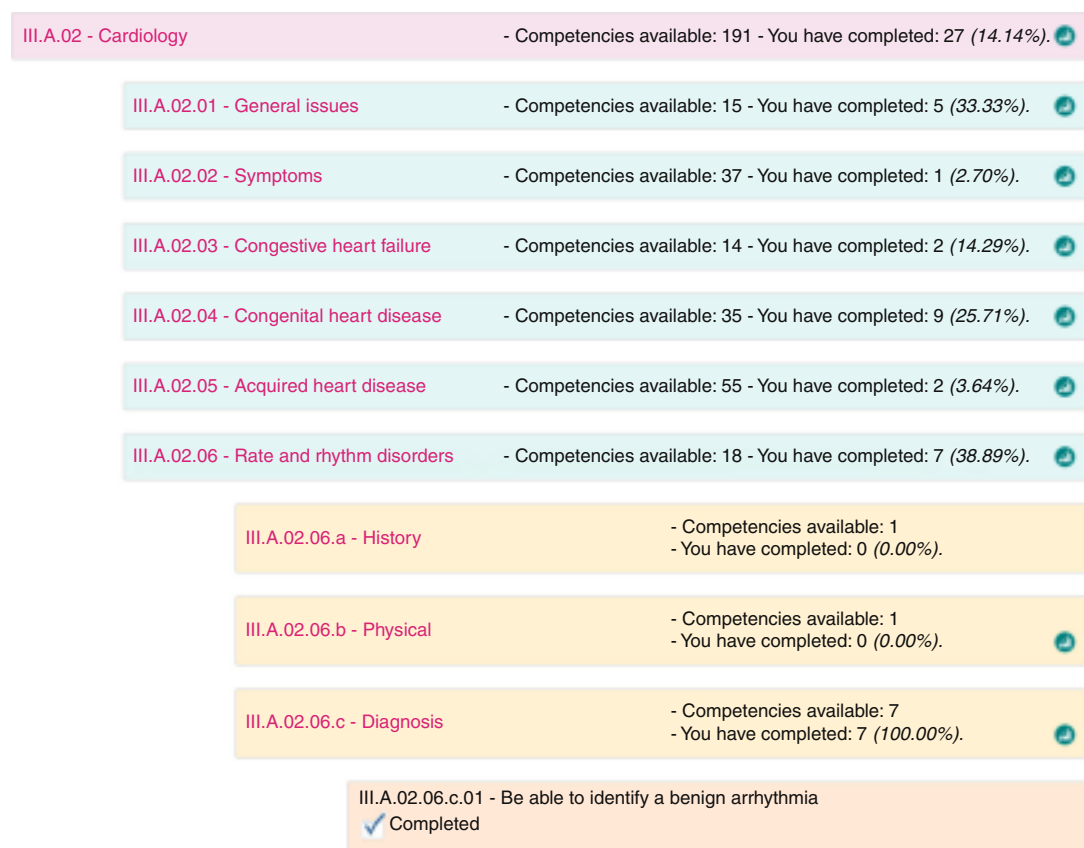 III.A.02 - Cardiology - Competencies available: 191 - You have completed: 27 (14.14%).
III.A.02.01 - General issues - Competencies available: 15 - You have completed: 5 (33.33%).
III.A.02.02 - Symptoms - Competencies available: 37 - You have completed: 1 (2.70%).
III.A.02.03 - Congestive heart failure - Competencies available: 14 - You have completed: 2 (14.29%).
III.A.02.04 - Congenital heart disease - Competencies available: 35 - You have completed: 9 (25.71%).
III.A.02.05 - Acquired heart disease - Competencies available: 55 - You have completed: 2 (3.64%).
III.A.02.06 - Rate and rhythm disorders - Competencies available: 18 - You have completed: 7 (38.89%).
III.A.02.06.a - History
- Competencies available: 1
- You have completed: 0 (0.00%).
III.A.02.06.b - Physical
- Competencies available: 1
- You have completed: 0 (0.00%).
III.A.02.06.c - Diagnosis
- Competencies available: 7
- You have completed: 7 (100.00%).
III.A.02.06.c.01 - Be able to identify a benign arrhythmia
Completed